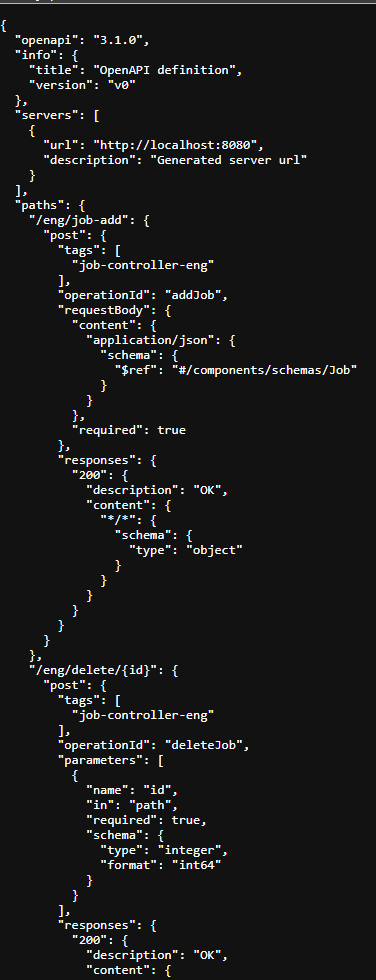 {
  "openapi": "3.1.0",
  "info": {
    "title": "OpenAPI definition",
    "version": "v0"
  },
  "servers": [
    {
      "url": "http://localhost:8080",
      "description": "Generated server url"
    }
  ],
  "paths": {
    "/eng/job-add": {
      "post": {
        "tags": [
          "job-controller-eng"
        ],
        "operationId": "addJob",
        "requestBody": {
          "content": {
            "application/json": {
              "schema": {
                "$ref": "#/components/schemas/Job"
              }
            }
          },
          "required": true
        },
        "responses": {
          "200": {
            "description": "OK",
            "content": {
              "*/*": {
                "schema": {
                  "type": "object"
                }
              }
            }
          }
        }
      }
    },
    "/eng/delete/{id}": {
      "post": {
        "tags": [
          "job-controller-eng"
        ],
        "operationId": "deleteJob",
        "parameters": [
          {
            "name": "id",
            "in": "path",
            "required": true,
            "schema": {
              "type": "integer",
              "format": "int64"
            }
          }
        ],
        "responses": {
          "200": {
            "description": "OK",
            "content": {